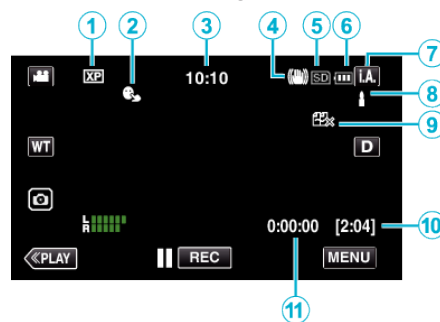 1 2 3 4 5 6 7
XP 10:10 SD i.A.
8
9
WT D
L
R
0:00:00 [2:04] 10
≪PLAY REC MENU
11